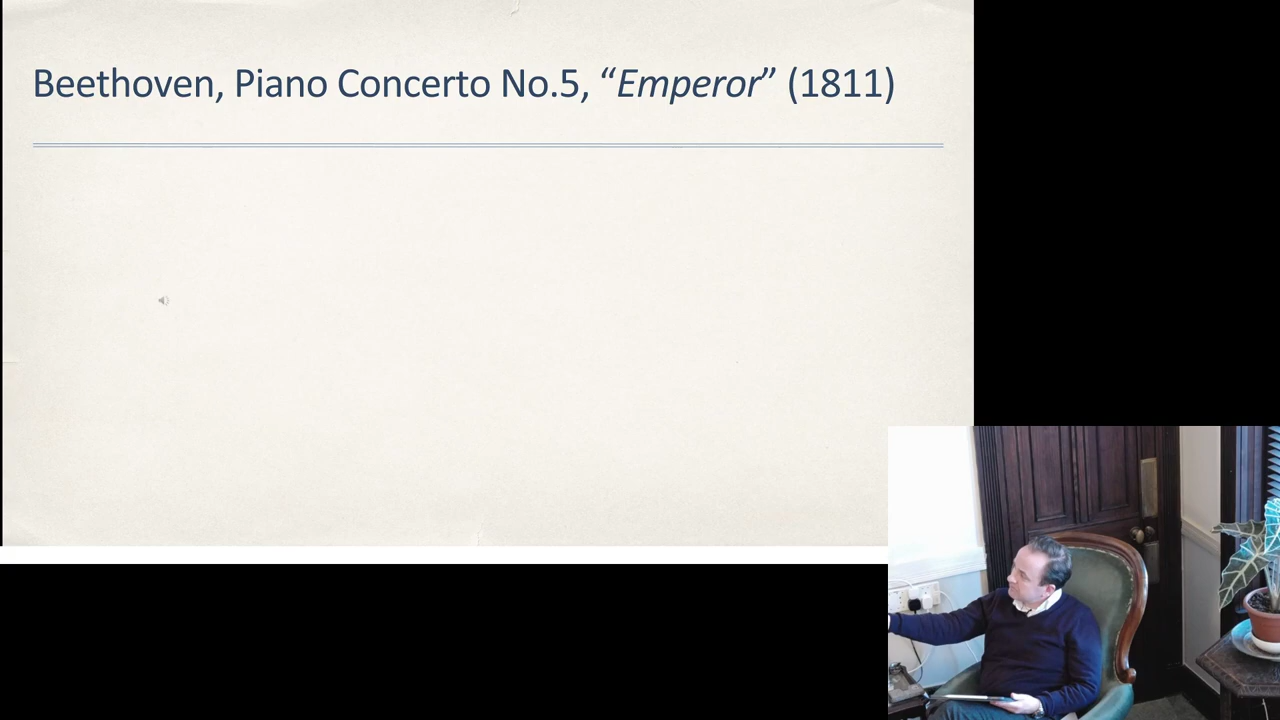 Beethoven, Piano Concerto No.5, “Emperor” (1811)